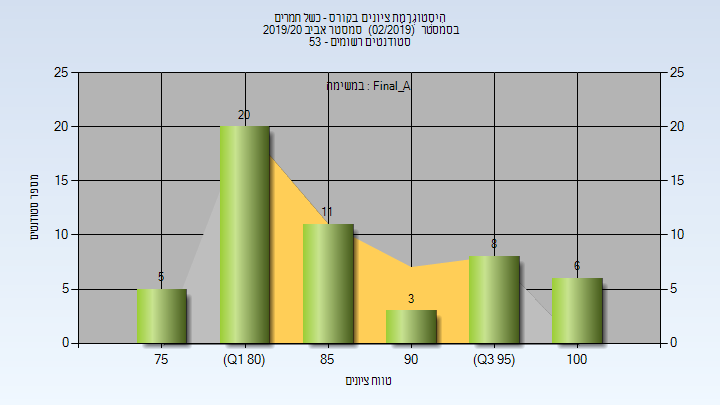 היסטוגרמת ציונים בקורס - כשל חמרים
בסמסטר (02/2019) סמסטר אביב 2019/20
סטודנטים רשומים - 53
במשימה : Final_A
מספר סטודנטים
25
20
15
10
5
0
25
20
15
10
5
0
5
20
11
3
8
6
75
(Q1 80)
85
90
(Q3 95)
100
טווח ציונים